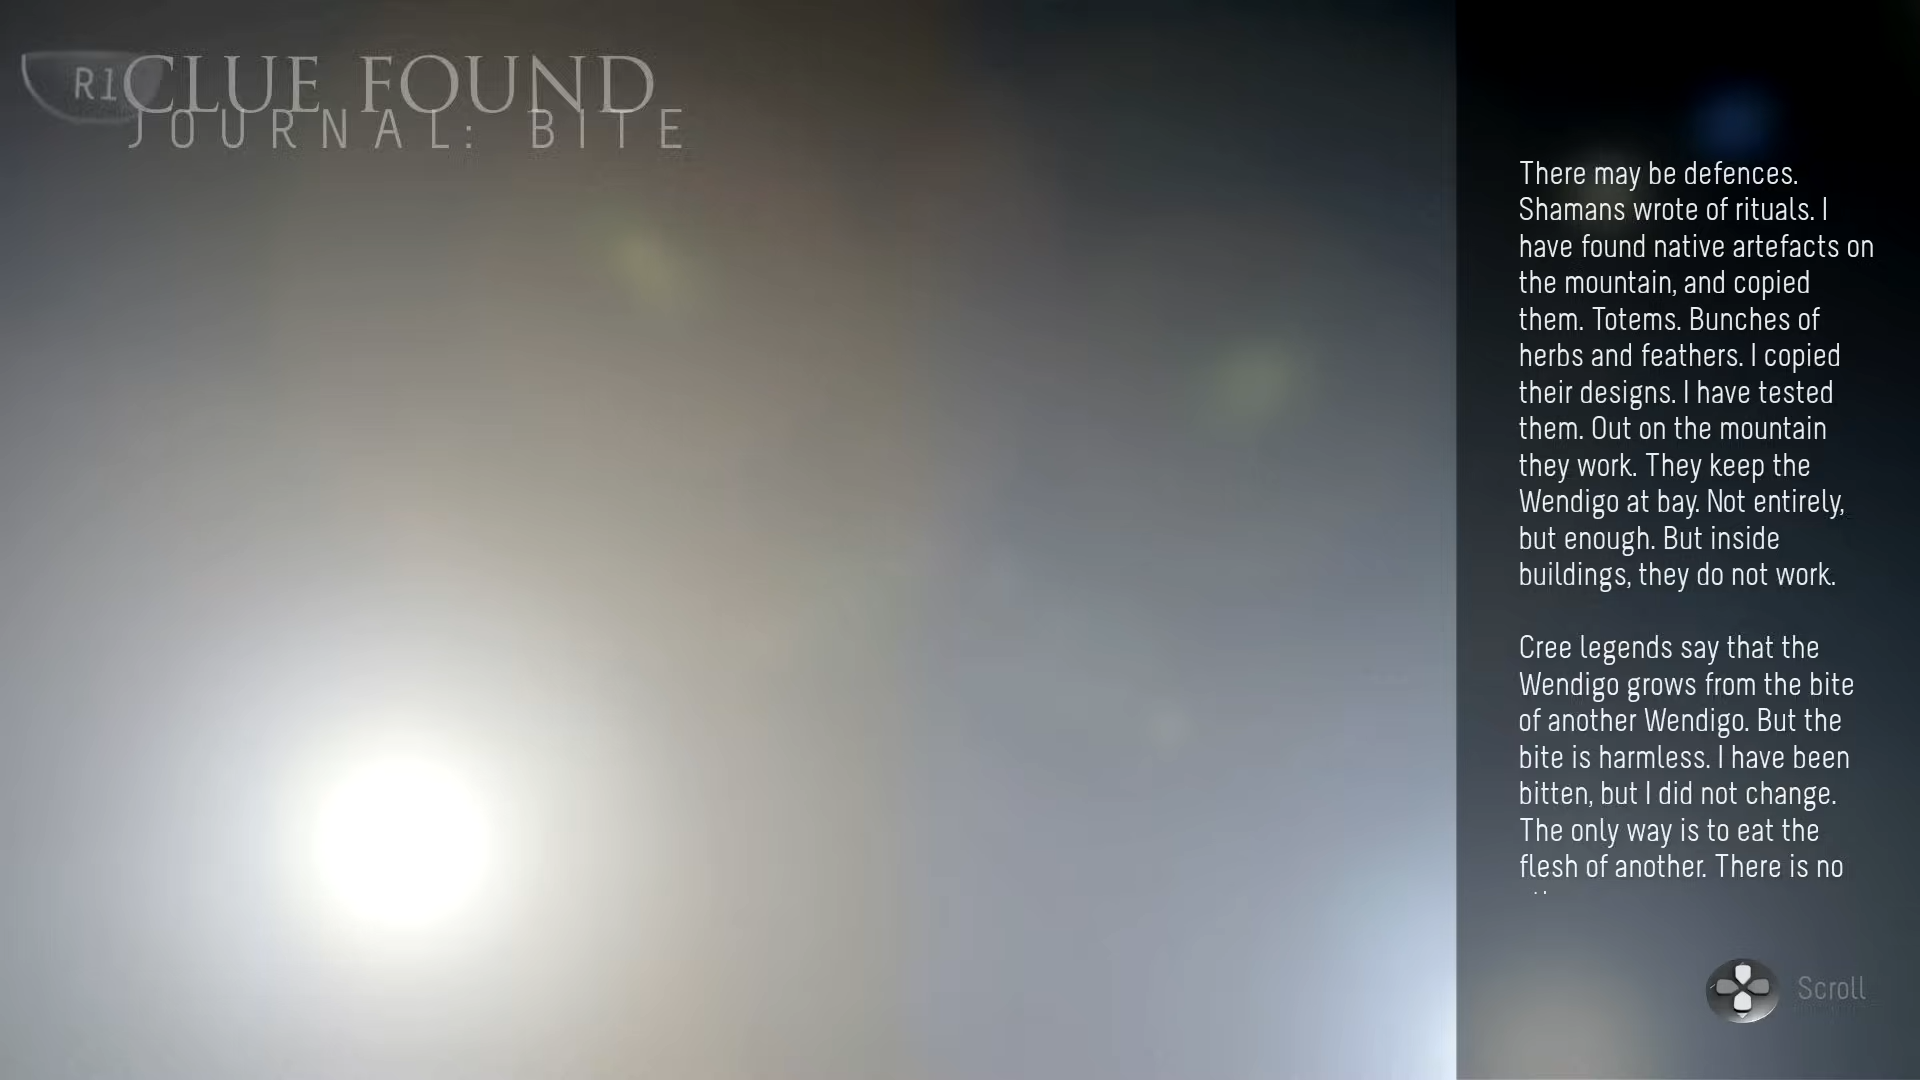 R1
CLUE FOUND
JOURNAL: BITE
There may be defences.
Shamans wrote of rituals. I
have found native artefacts on
the mountain, and copied
them. Totems. Bunches of
herbs and feathers. I copied
their designs. I have tested
them. Out on the mountain
they work. They keep the
Wendigo at bay. Not entirely,
but enough. But inside
buildings, they do not work.
Cree legends say that the
Wendigo grows from the bite
of another Wendigo. But the
bite is harmless. I have been
bitten, but I did not change.
The only way is to eat the
flesh of another. There is no
Scroll